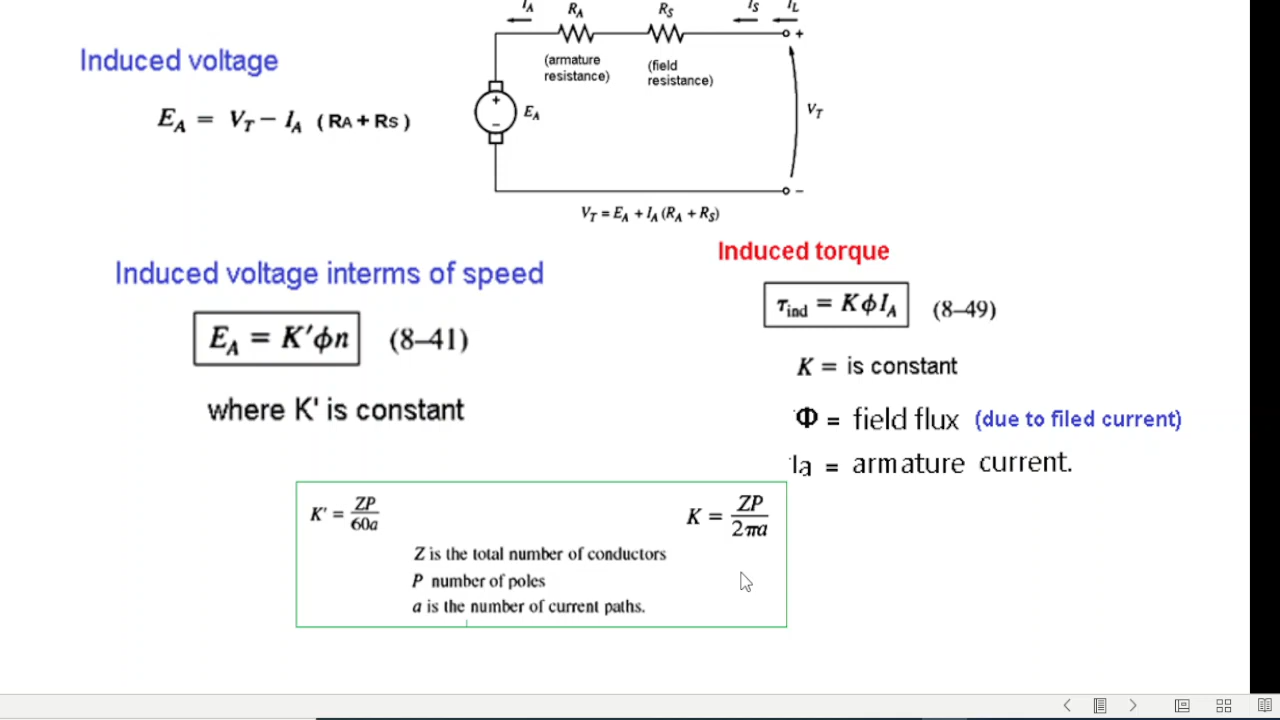 I_A R_A R_S I_S I_L
Induced voltage
E_A = V_T − I_A ( RA + RS )
(armature resistance)
(field resistance)
+
+
−
E_A
V_T
−
V_T = E_A + I_A (R_A + R_S)
Induced torque
τ_ind = KϕI_A (8–49)
K = is constant
Φ = field flux (due to filed current)
Ia = armature current.
Induced voltage interms of speed
E_A = K'ϕn (8–41)
where K' is constant
K' = ZP/60a
K = ZP/2πa
Z is the total number of conductors
P number of poles
a is the number of current paths.